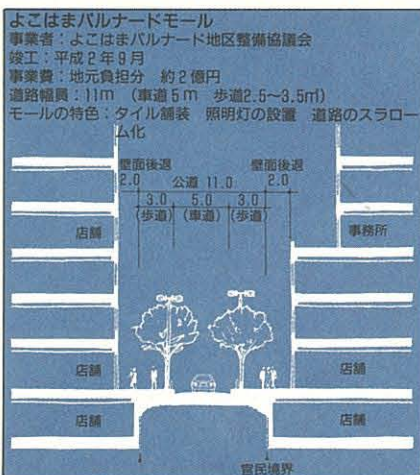 よこはまパルナードモール
事業者：よこはまパルナード地区整備協議会
竣工：平成2年9月
事業費：地元負担分　約2億円
道路幅員：11m　(車道5m　歩道2.5〜3.5㎡)
モールの特色：タイル舗装　照明灯の設置　道路のスラロー
ム化
壁面後退　壁面後退
2.0　公道 11.0　2.0
3.0　5.0　3.0
(歩道)　(車道)　(歩道)
店舗　事務所
店舗　店舗
店舗　店舗
官民境界